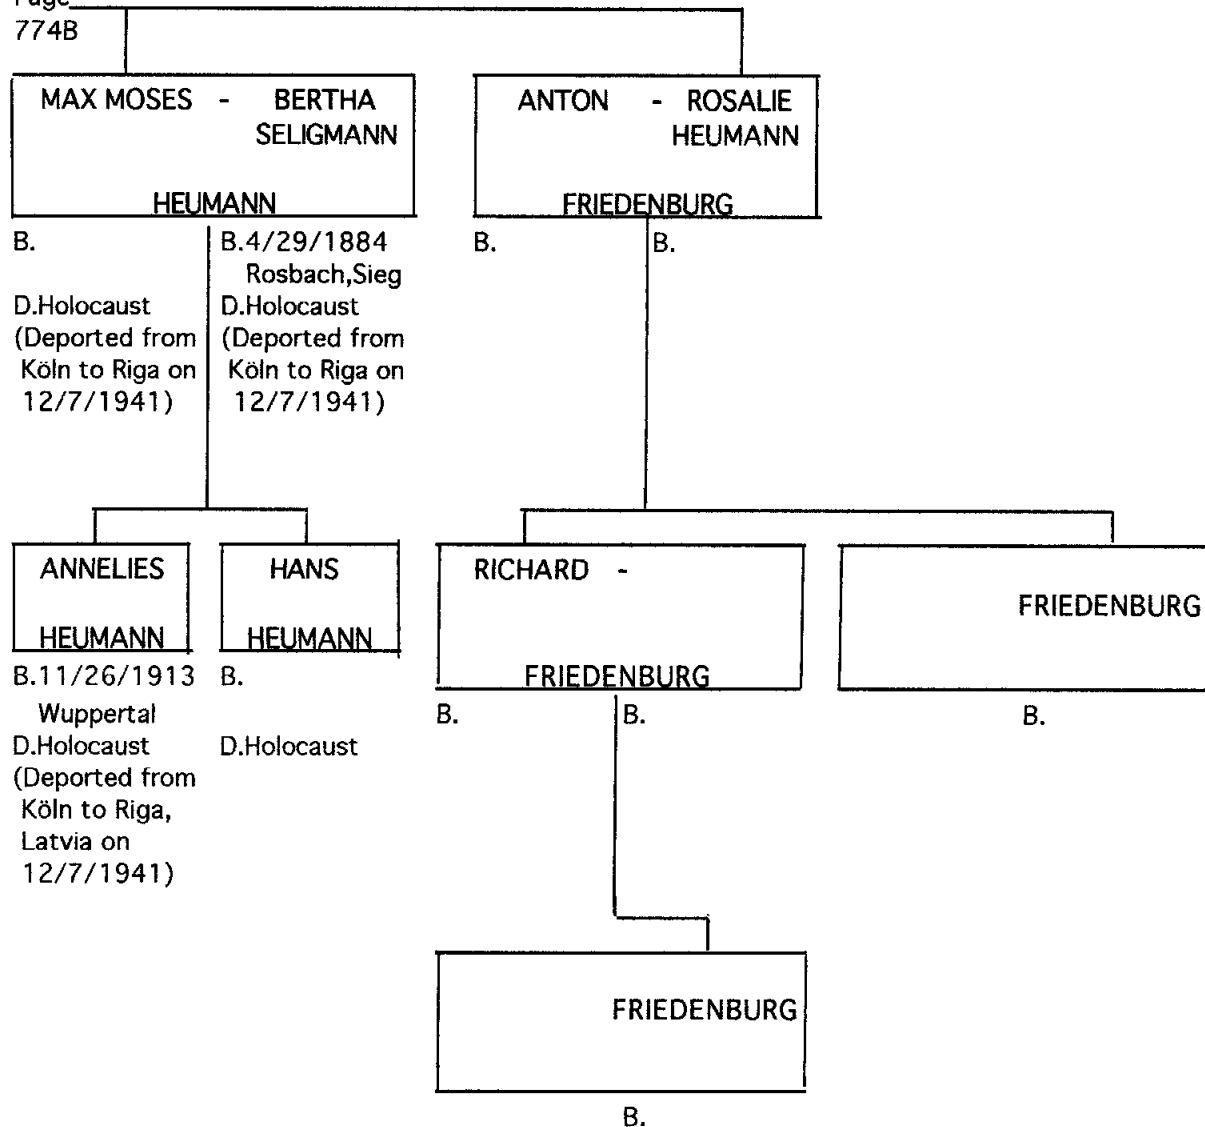 Page
774B
MAX MOSES - BERTHA
SELIGMANN
HEUMANN
B.
D.Holocaust
(Deported from
Köln to Riga on
12/7/1941)
B.4/29/1884
Rosbach,Sieg
D.Holocaust
(Deported from
Köln to Riga on
12/7/1941)
ANTON - ROSALIE
HEUMANN
FRIEDENBURG
B.
B.
ANNELIES
HEUMANN
B.11/26/1913
Wuppertal
D.Holocaust
(Deported from
Köln to Riga,
Latvia on
12/7/1941)
HANS
HEUMANN
B.
D.Holocaust
RICHARD -
FRIEDENBURG
B.
B.
FRIEDENBURG
B.
FRIEDENBURG
B.